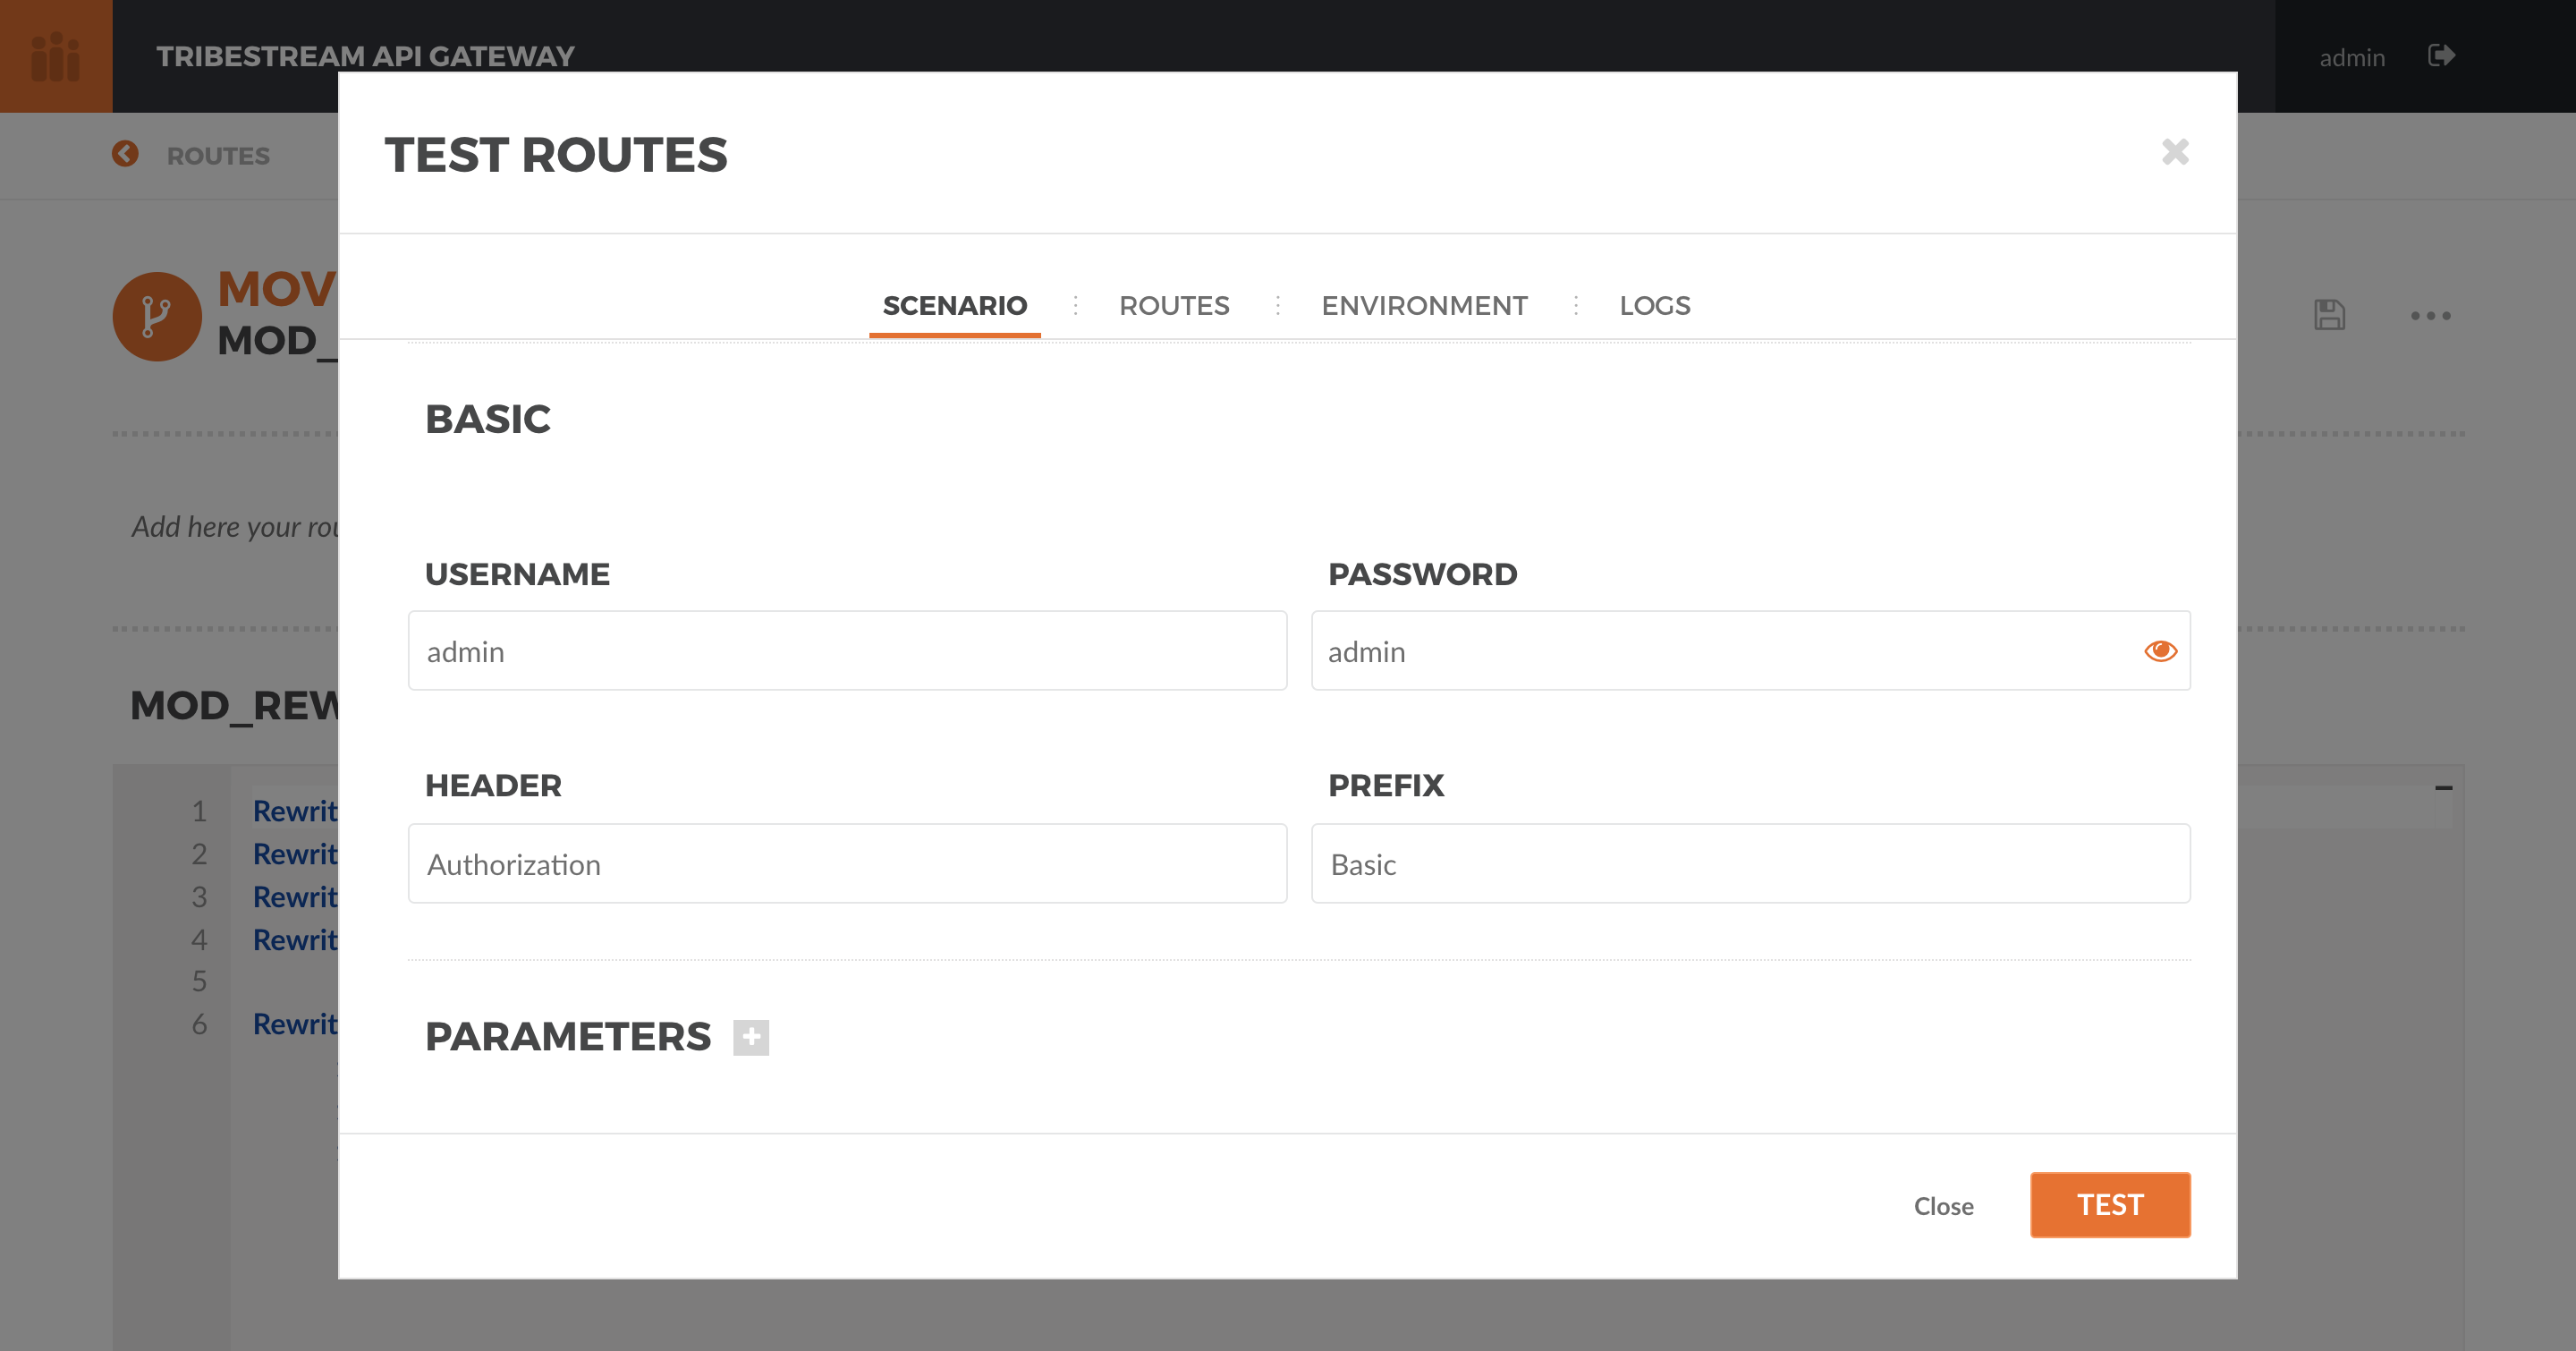 TRIBESTREAM API GATEWAY
admin
ROUTES
TEST ROUTES
MOV
MOD_
SCENARIO
ROUTES
ENVIRONMENT
LOGS
BASIC
Add here your rou
USERNAME
PASSWORD
admin
admin
MOD_REW
HEADER
PREFIX
Authorization
Basic
1 Rewrit
2 Rewrit
3 Rewrit
4 Rewrit
5
6 Rewrit
PARAMETERS
Close
TEST